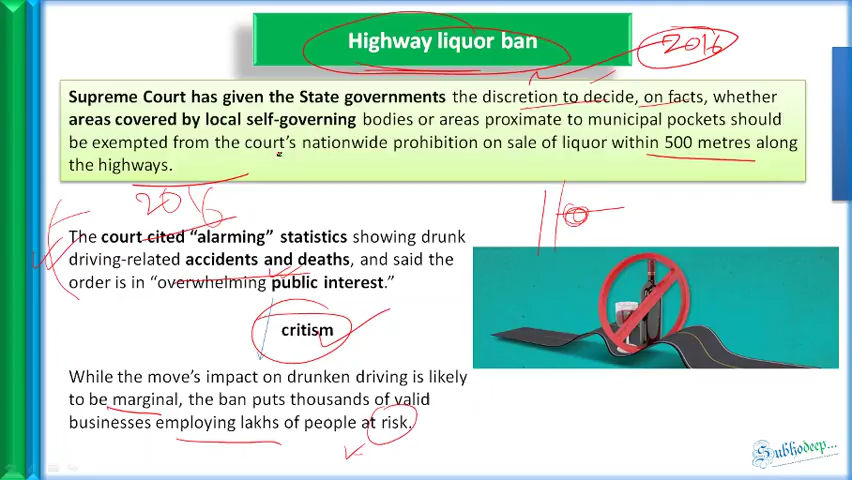 Highway liquor ban
2016
Supreme Court has given the State governments the discretion to decide, on facts, whether
areas covered by local self-governing bodies or areas proximate to municipal pockets should
be exempted from the court's nationwide prohibition on sale of liquor within 500 metres along
the highways.
2016
The court cited “alarming” statistics showing drunk
driving-related accidents and deaths, and said the
order is in “overwhelming public interest.”
critism
While the move's impact on drunken driving is likely
to be marginal, the ban puts thousands of valid
businesses employing lakhs of people at risk.
Subhodeep...